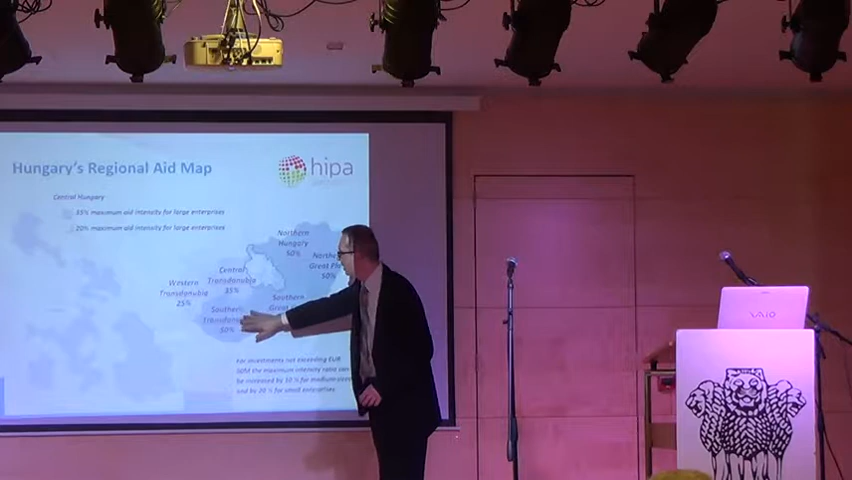 Hungary's Regional Aid Map
hipa
Central Hungary
35% maximum aid intensity for large enterprises
20% maximum aid intensity for large enterprises
Northern
Hungary
50%
50%
Central
Transdanubia
35%
Western
Transdanubia
25%
Southern
Southern
50%
For investments not exceeding EUR
50M the maximum intensity ratio can
be increased by 10 % for medium-
and by 20 % for small enterprises
VAIO